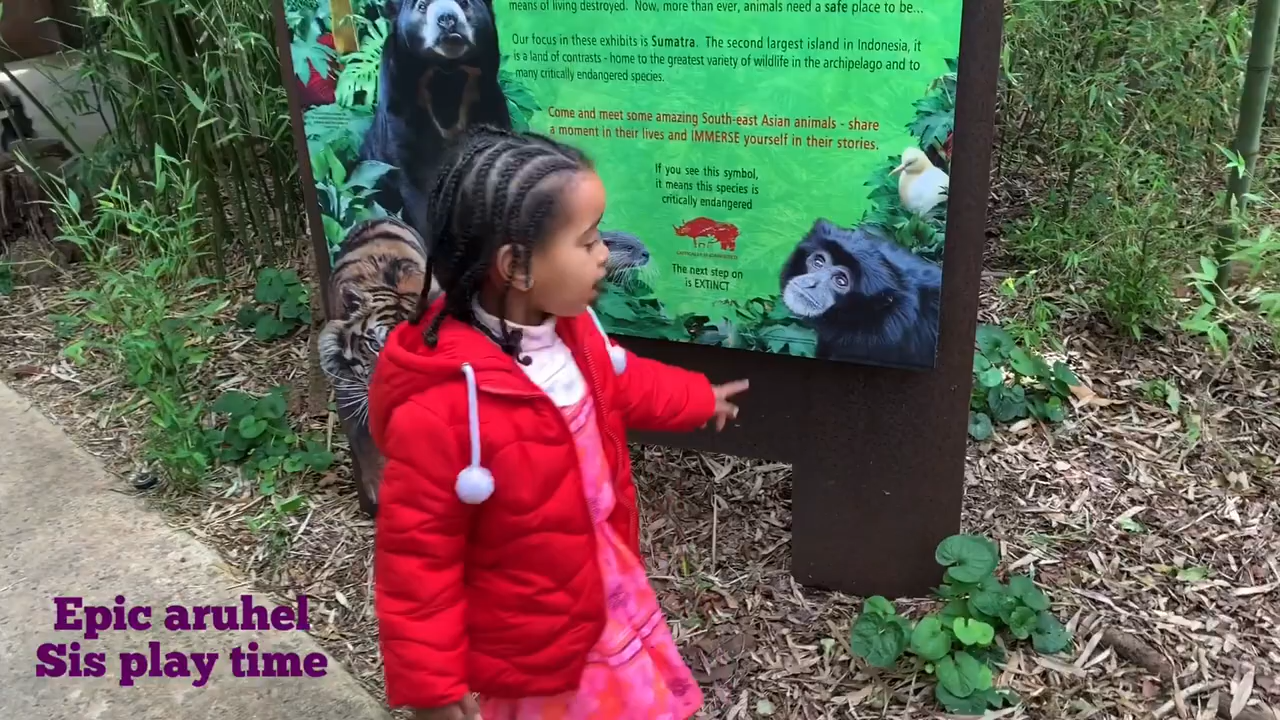 means of living destroyed. Now, more than ever, animals need a safe place to be...
Our focus in these exhibits is Sumatra. The second largest island in Indonesia, it
is a land of contrasts - home to the greatest variety of wildlife in the archipelago and to
many critically endangered species.
Come and meet some amazing South-east Asian animals - share
a moment in their lives and IMMERSE yourself in their stories.
If you see this symbol,
it means this species is
critically endangered
The next step on
is EXTINCT
Epic aruhel
Sis play time